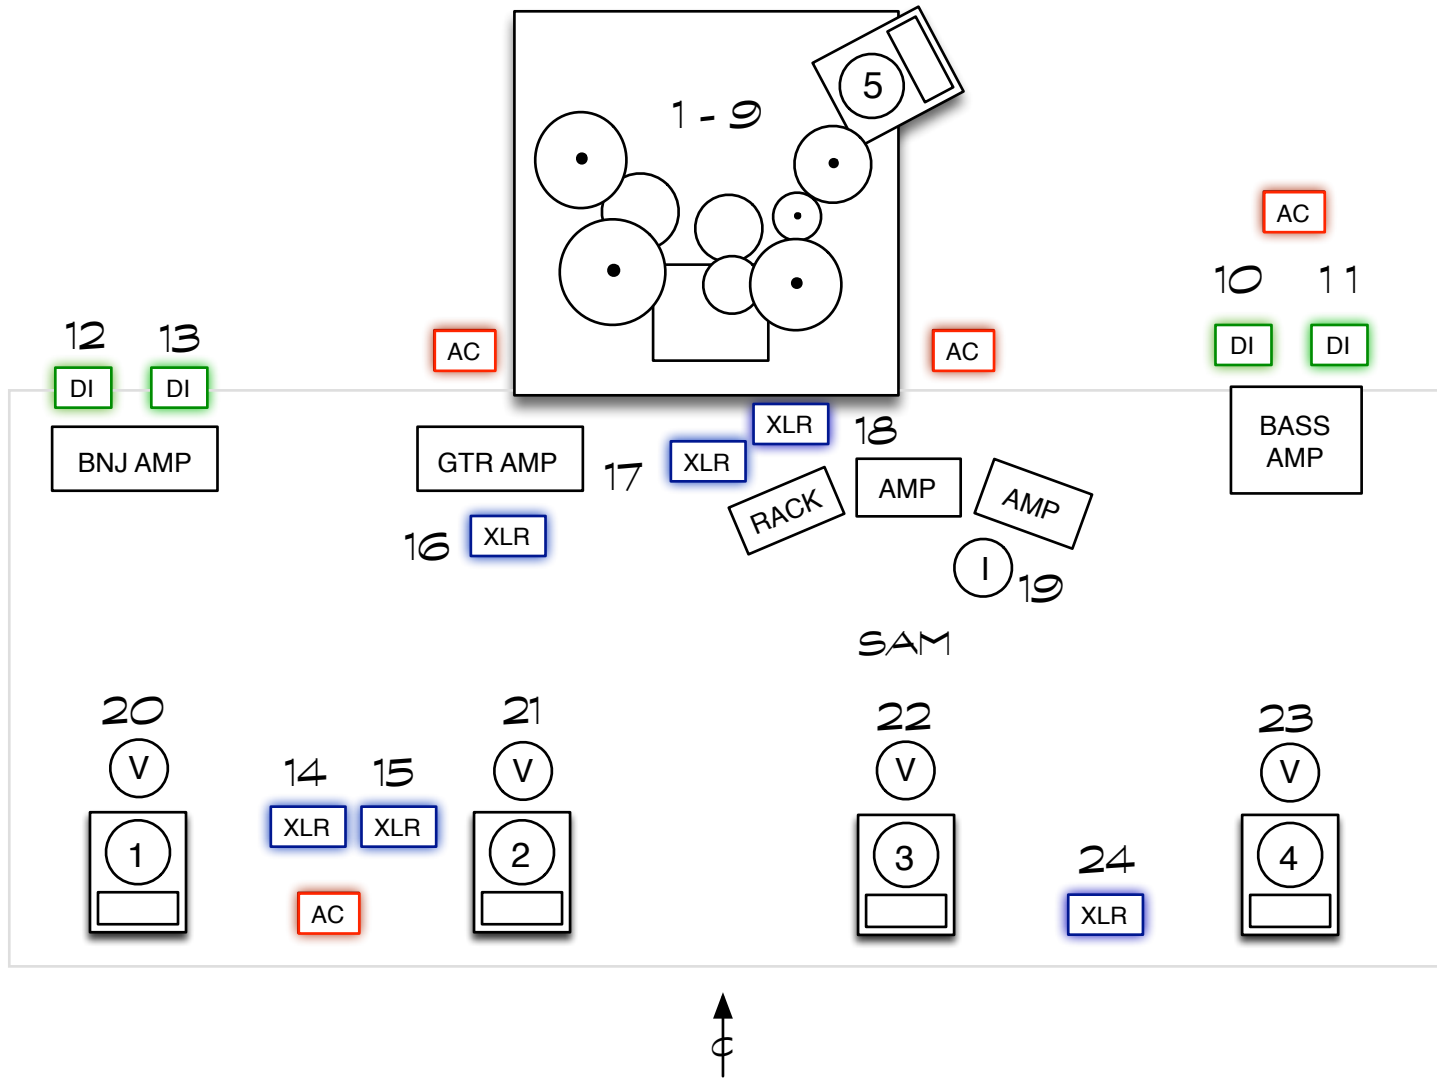 5
1 - 9
AC
10 11
12 13
AC
AC
DI DI
DI DI
XLR
18
BASS
AMP
BNJ AMP
GTR AMP
17
XLR
RACK
AMP
AMP
16
XLR
I
19
SAM
20
21
22
23
V
V
V
V
14 15
XLR XLR
1
2
3
4
24
AC
XLR
C